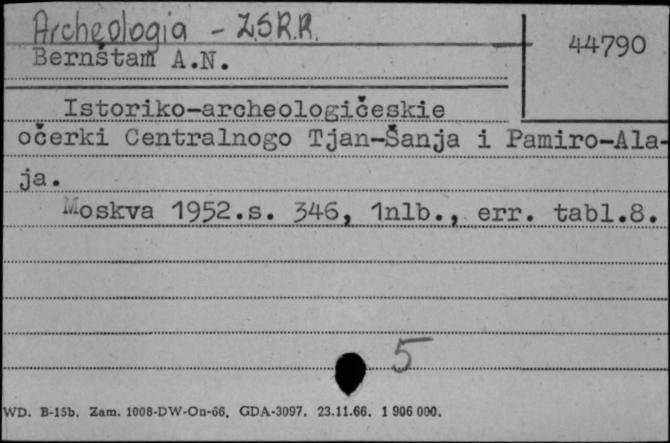 Archeologia - ZSRR.
44790
Bernštam A.N.
Istoriko-archeologičeskie
očerki Centralnogo Tjan-Šanja i Pamiro-Ala-
ja.
Moskva 1952.s. 346, 1nlb., err. tabl.8.
5
WD. B-15b. Zam. 1008-DW-On-66. GDA-3097. 23.11.66. 1 906 000.